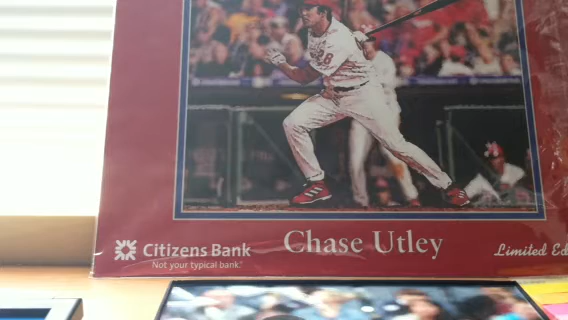 Citizens Bank
Not your typical bank.
Chase Utley
Limited Ed